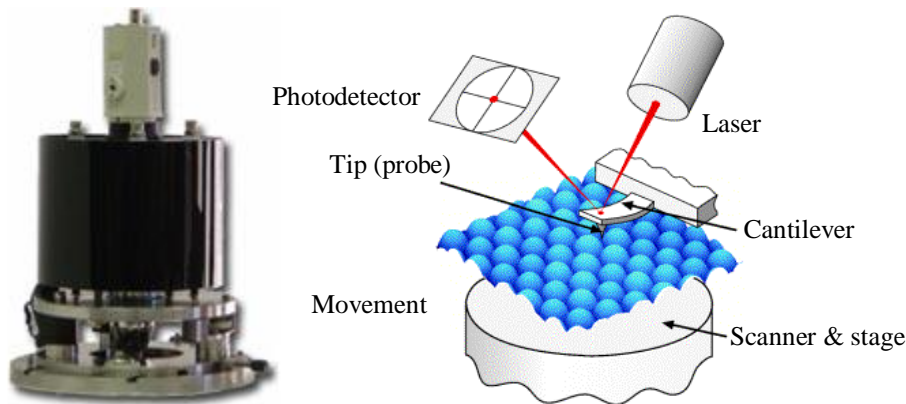 Photodetector
Laser
Tip (probe)
Cantilever
Movement
Scanner & stage